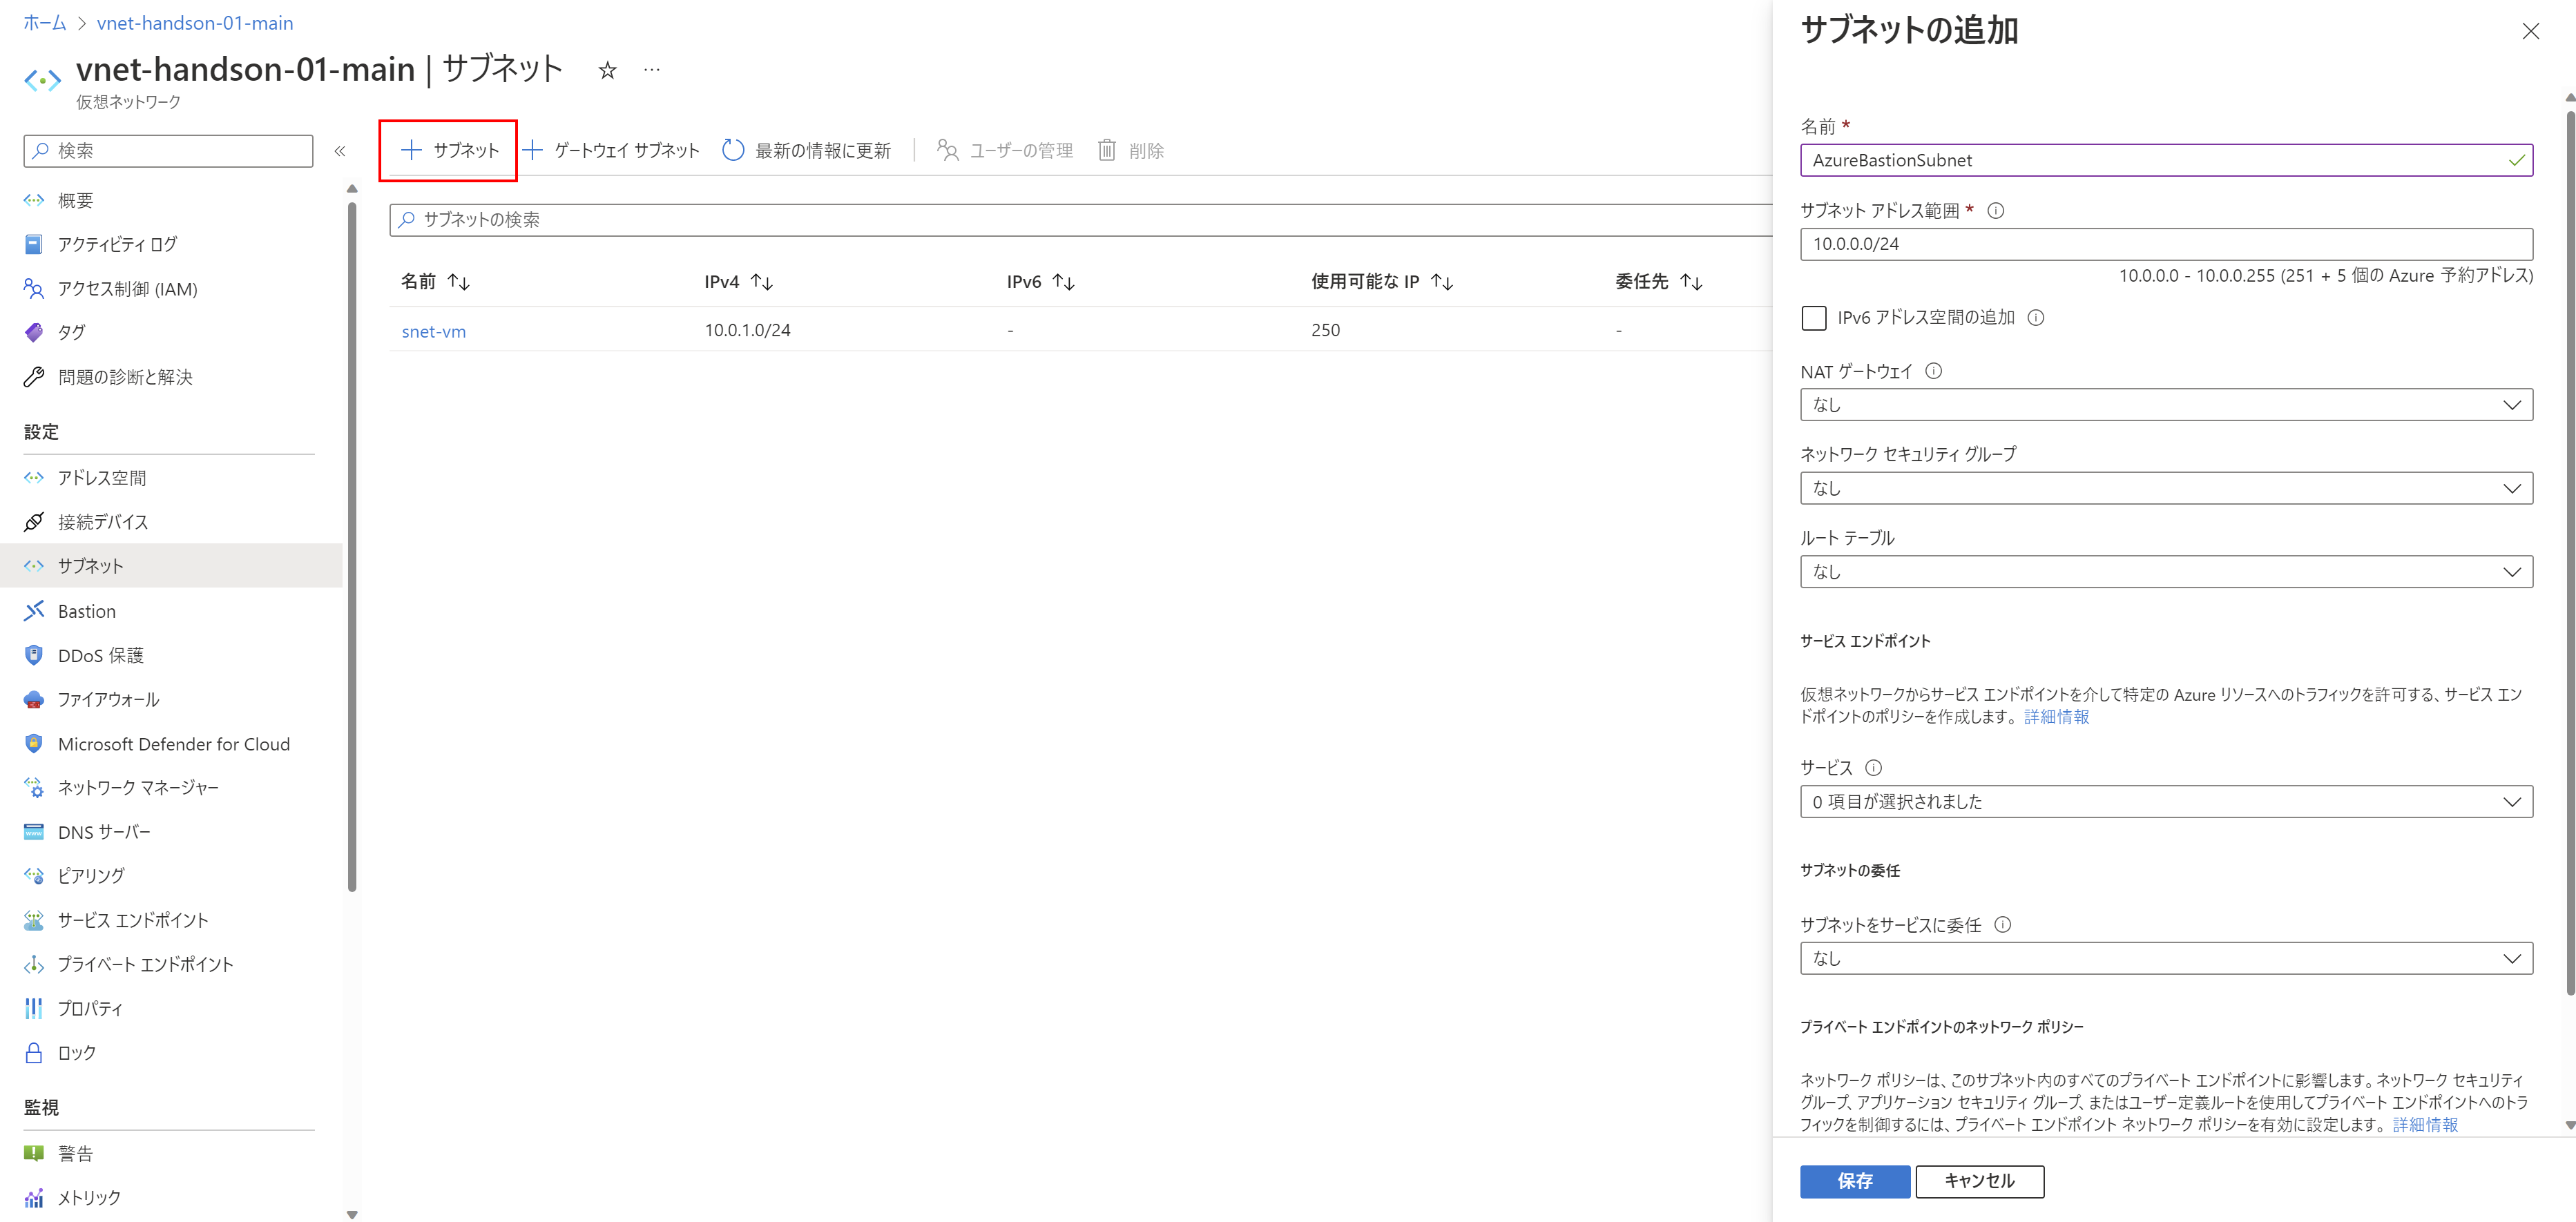 ホーム > vnet-handson-01-main
vnet-handson-01-main | サブネット ☆ …
仮想ネットワーク
検索
«
概要
アクティビティ ログ
アクセス制御 (IAM)
タグ
問題の診断と解決
設定
アドレス空間
接続デバイス
サブネット
Bastion
DDoS 保護
ファイアウォール
Microsoft Defender for Cloud
ネットワーク マネージャー
DNS サーバー
ピアリング
サービス エンドポイント
プライベート エンドポイント
プロパティ
ロック
監視
警告
メトリック
+ サブネット + ゲートウェイ サブネット 最新の情報に更新 ユーザーの管理 削除
サブネットの検索
名前 ↑↓ IPv4 ↑↓ IPv6 ↑↓ 使用可能な IP ↑↓ 委任先 ↑↓
snet-vm 10.0.1.0/24 - 250 -
サブネットの追加
名前 *
AzureBastionSubnet
サブネット アドレス範囲 *
10.0.0.0/24
10.0.0.0 - 10.0.0.255 (251 + 5 個の Azure 予約アドレス)
IPv6 アドレス空間の追加
NAT ゲートウェイ
なし
ネットワーク セキュリティ グループ
なし
ルート テーブル
なし
サービス エンドポイント
仮想ネットワークからサービス エンドポイントを介して特定の Azure リソースへのトラフィックを許可する、サービス エン
ドポイントのポリシーを作成します。 詳細情報
サービス
0 項目が選択されました
サブネットの委任
サブネットをサービスに委任
なし
プライベート エンドポイントのネットワーク ポリシー
ネットワーク ポリシーは、このサブネット内のすべてのプライベート エンドポイントに影響します。ネットワーク セキュリティ
グループ、アプリケーション セキュリティ グループ、またはユーザー定義ルートを使用してプライベート エンドポイントへのトラ
フィックを制御するには、プライベート エンドポイント ネットワーク ポリシーを有効に設定します。 詳細情報
保存 キャンセル